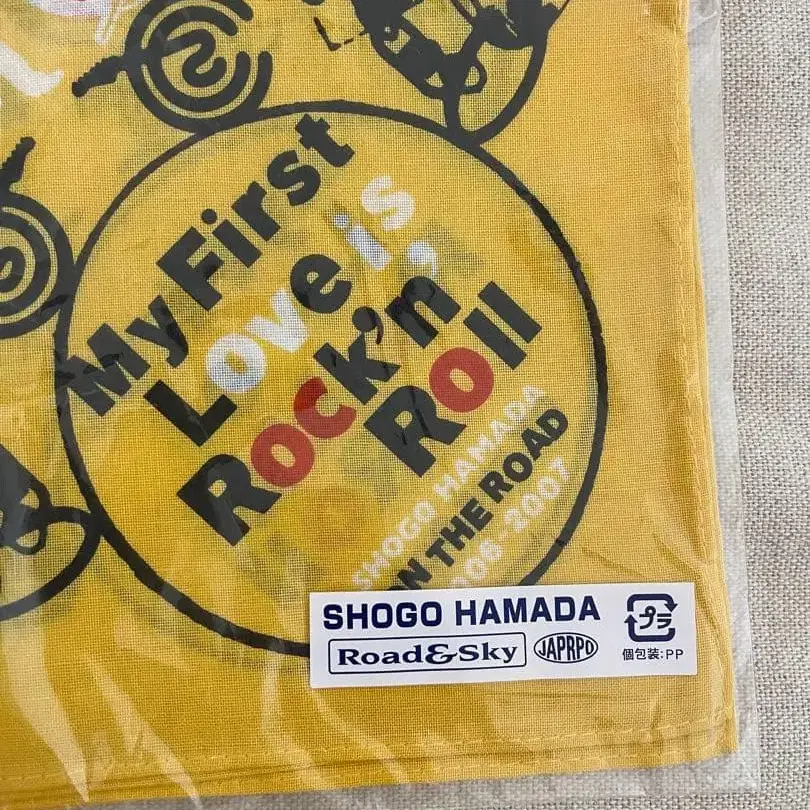 My First
Love is,
Rock'n
Roll
SHOGO HAMADA
ON THE ROAD
2006-2007
SHOGO HAMADA
Road&Sky
JAPRPO
プラ
個包装:PP